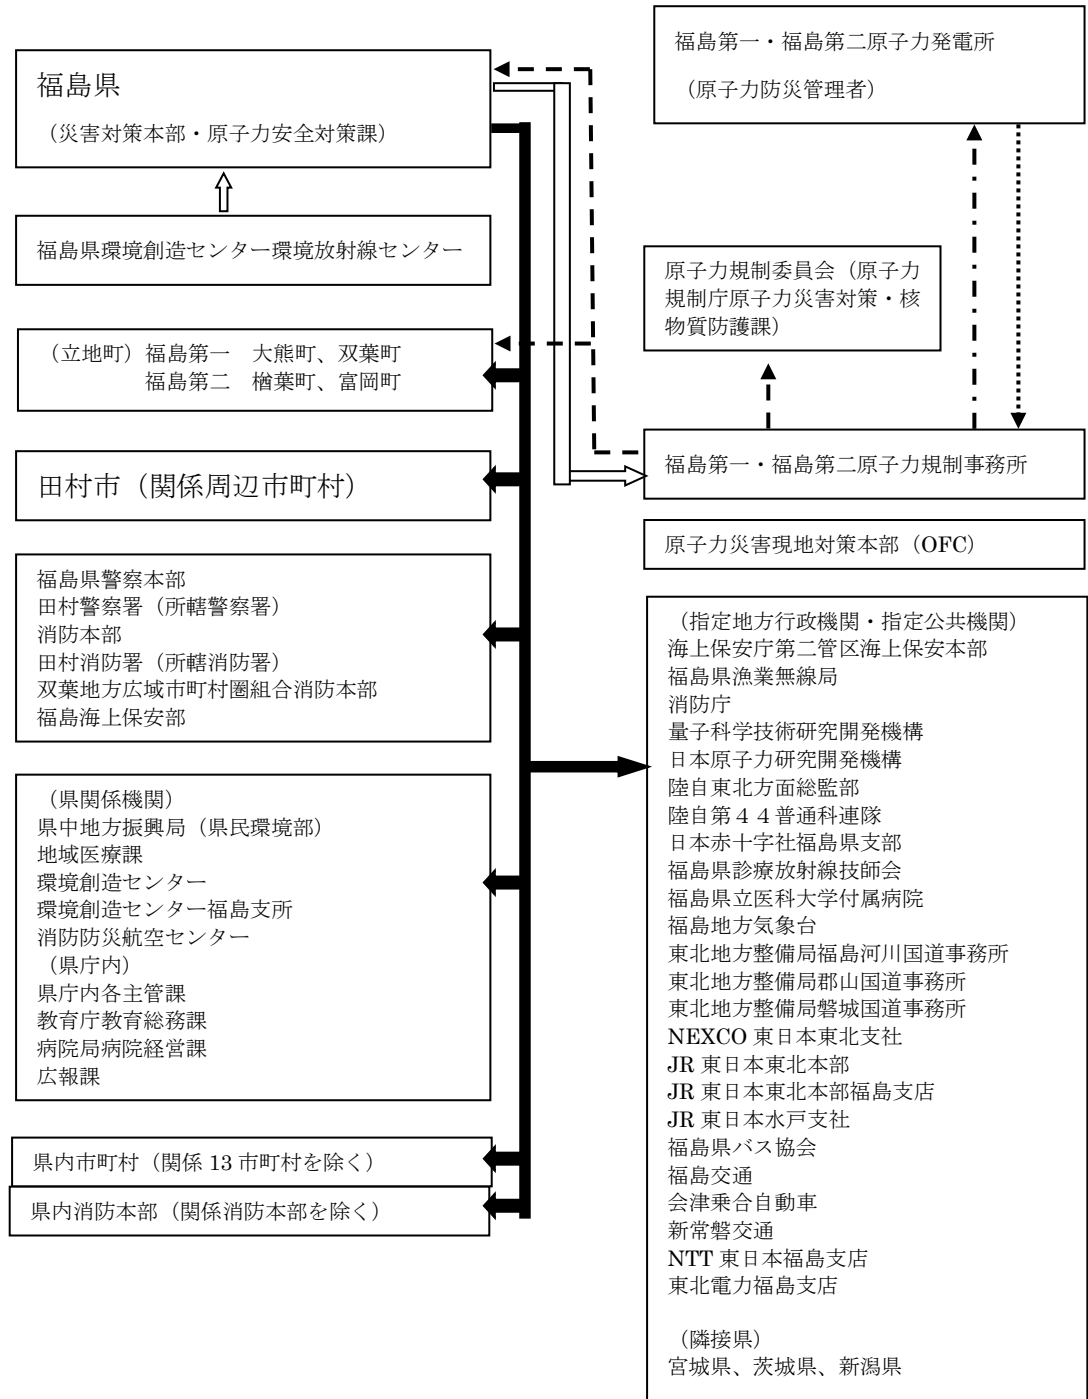 福島県
（災害対策本部・原子力安全対策課）
福島県環境創造センター環境放射線センター
（立地町）福島第一　大熊町、双葉町
福島第二　楢葉町、富岡町
田村市（関係周辺市町村）
福島県警察本部
田村警察署（所轄警察署）
消防本部
田村消防署（所轄消防署）
双葉地方広域市町村圏組合消防本部
福島海上保安部
（県関係機関）
県中地方振興局（県民環境部）
地域医療課
環境創造センター
環境創造センター福島支所
消防防災航空センター
（県庁内）
県庁内各主管課
教育庁教育総務課
病院局病院経営課
広報課
県内市町村（関係 13 市町村を除く）
県内消防本部（関係消防本部を除く）
福島第一・福島第二原子力発電所
（原子力防災管理者）
原子力規制委員会（原子力
規制庁原子力災害対策・核
物質防護課）
福島第一・福島第二原子力規制事務所
原子力災害現地対策本部（OFC）
（指定地方行政機関・指定公共機関）
海上保安庁第二管区海上保安本部
福島県漁業無線局
消防庁
量子科学技術研究開発機構
日本原子力研究開発機構
陸自東北方面総監部
陸自第４４普通科連隊
日本赤十字社福島県支部
福島県診療放射線技師会
福島県立医科大学付属病院
福島地方気象台
東北地方整備局福島河川国道事務所
東北地方整備局郡山国道事務所
東北地方整備局磐城国道事務所
NEXCO 東日本東北支社
JR 東日本東北本部
JR 東日本東北本部福島支店
JR 東日本水戸支社
福島県バス協会
福島交通
会津乗合自動車
新常磐交通
NTT 東日本福島支店
東北電力福島支店
（隣接県）
宮城県、茨城県、新潟県